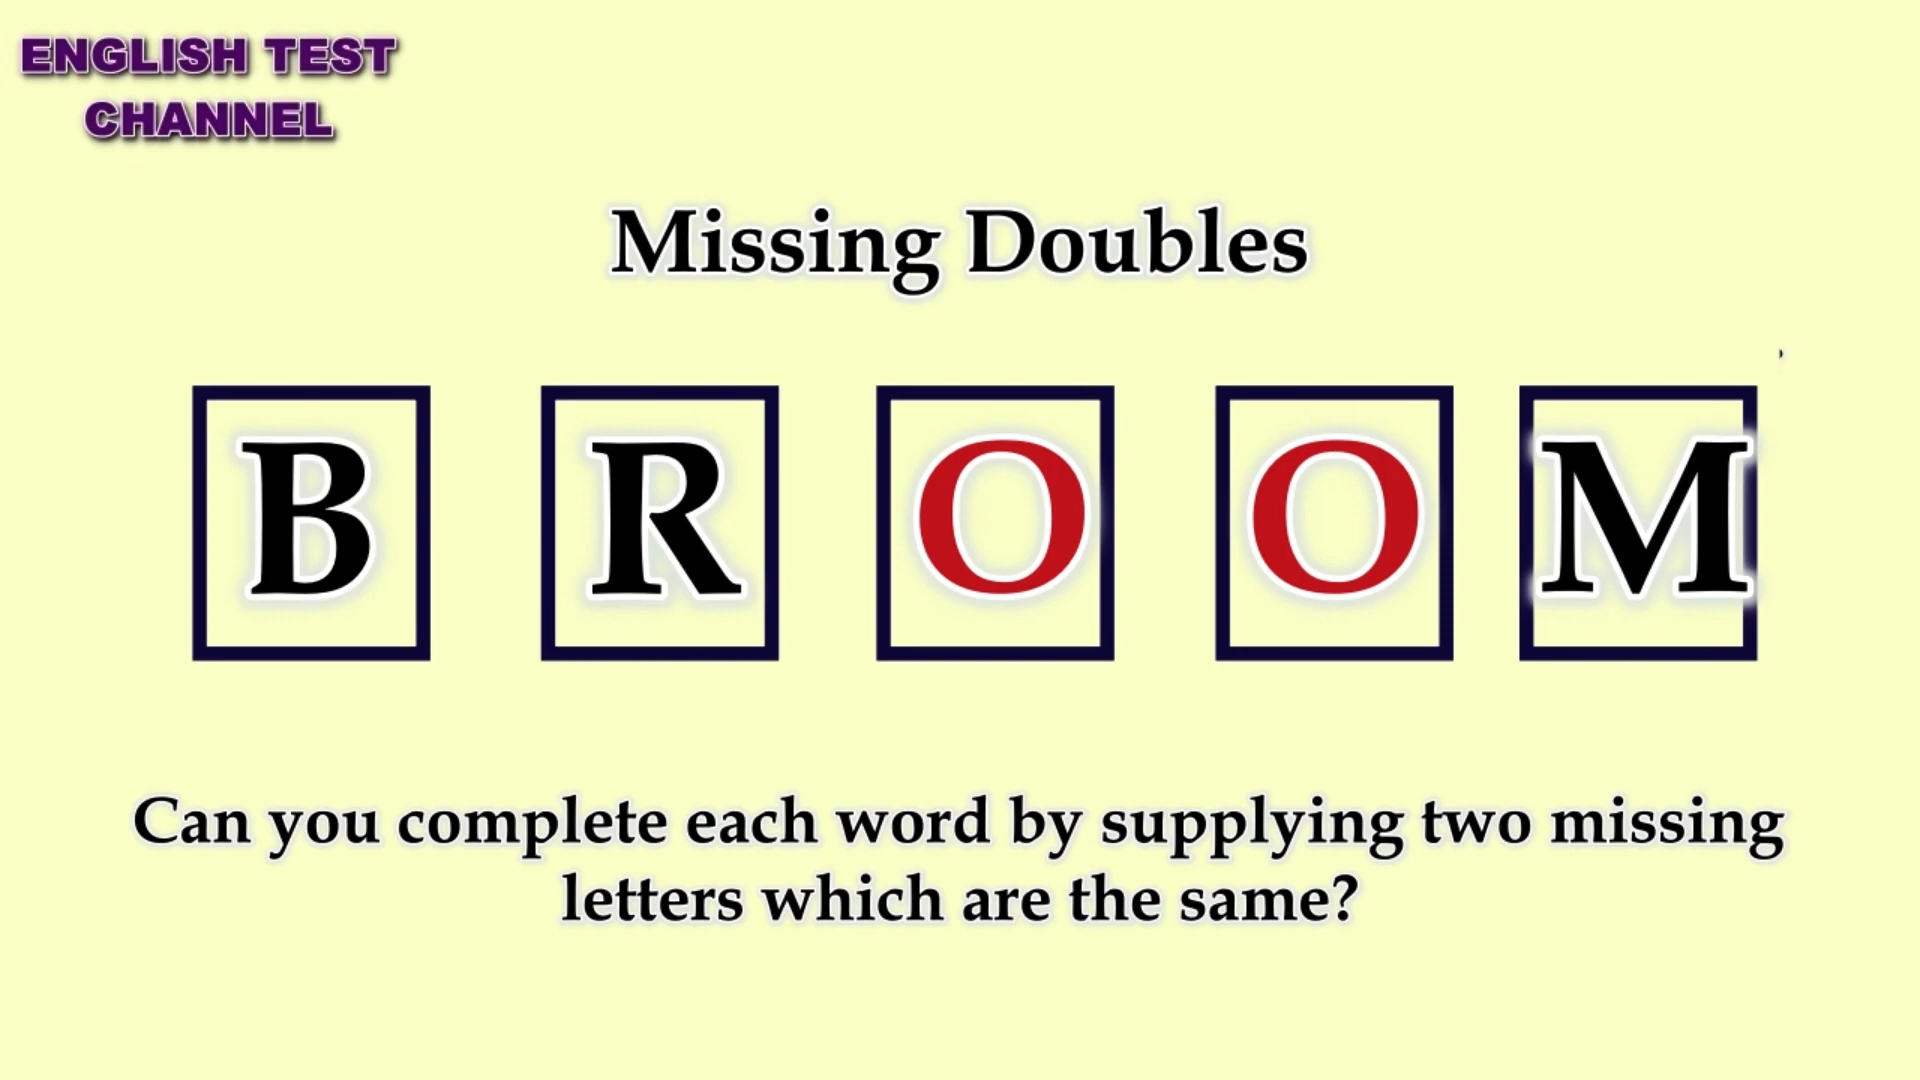 ENGLISH TEST
CHANNEL
Missing Doubles
B R O O M
Can you complete each word by supplying two missing
letters which are the same?